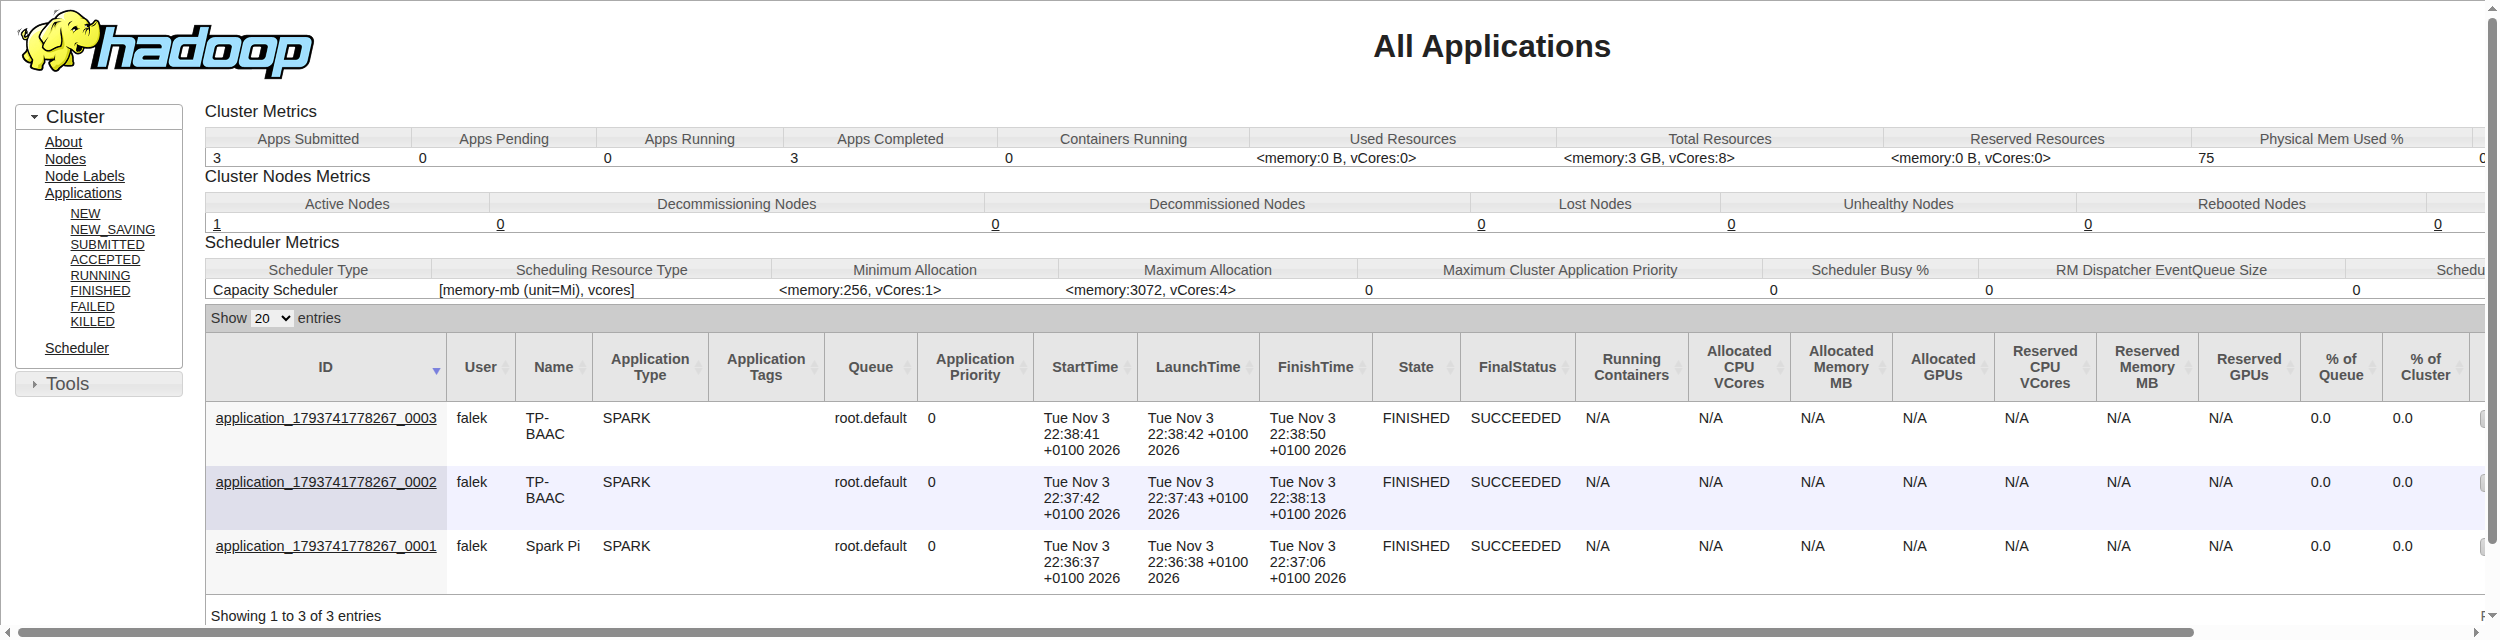 hadoop
All Applications
Cluster
About
Nodes
Node Labels
Applications
NEW
NEW_SAVING
SUBMITTED
ACCEPTED
RUNNING
FINISHED
FAILED
KILLED
Scheduler
Tools
Cluster Metrics
Apps Submitted Apps Pending Apps Running Apps Completed Containers Running Used Resources Total Resources Reserved Resources Physical Mem Used %
3 0 0 3 0 <memory:0 B, vCores:0> <memory:3 GB, vCores:8> <memory:0 B, vCores:0> 75
Cluster Nodes Metrics
Active Nodes Decommissioning Nodes Decommissioned Nodes Lost Nodes Unhealthy Nodes Rebooted Nodes
1 0 0 0 0 0 0
Scheduler Metrics
Scheduler Type Scheduling Resource Type Minimum Allocation Maximum Allocation Maximum Cluster Application Priority Scheduler Busy % RM Dispatcher EventQueue Size
Capacity Scheduler [memory-mb (unit=Mi), vcores] <memory:256, vCores:1> <memory:3072, vCores:4> 0 0 0 0
Show 20 entries
ID User Name Application Type Application Tags Queue Application Priority StartTime LaunchTime FinishTime State FinalStatus Running Containers Allocated CPU VCores Allocated Memory MB Allocated GPUs Reserved CPU VCores Reserved Memory MB Reserved GPUs % of Queue % of Cluster
application_1793741778267_0003 falek TP-BAAC SPARK root.default 0 Tue Nov 3 22:38:41 +0100 2026 Tue Nov 3 22:38:42 +0100 2026 Tue Nov 3 22:38:50 +0100 2026 FINISHED SUCCEEDED N/A N/A N/A N/A N/A N/A N/A 0.0 0.0
application_1793741778267_0002 falek TP-BAAC SPARK root.default 0 Tue Nov 3 22:37:42 +0100 2026 Tue Nov 3 22:37:43 +0100 2026 Tue Nov 3 22:38:13 +0100 2026 FINISHED SUCCEEDED N/A N/A N/A N/A N/A N/A N/A 0.0 0.0
application_1793741778267_0001 falek Spark Pi SPARK root.default 0 Tue Nov 3 22:36:37 +0100 2026 Tue Nov 3 22:36:38 +0100 2026 Tue Nov 3 22:37:06 +0100 2026 FINISHED SUCCEEDED N/A N/A N/A N/A N/A N/A N/A 0.0 0.0
Showing 1 to 3 of 3 entries